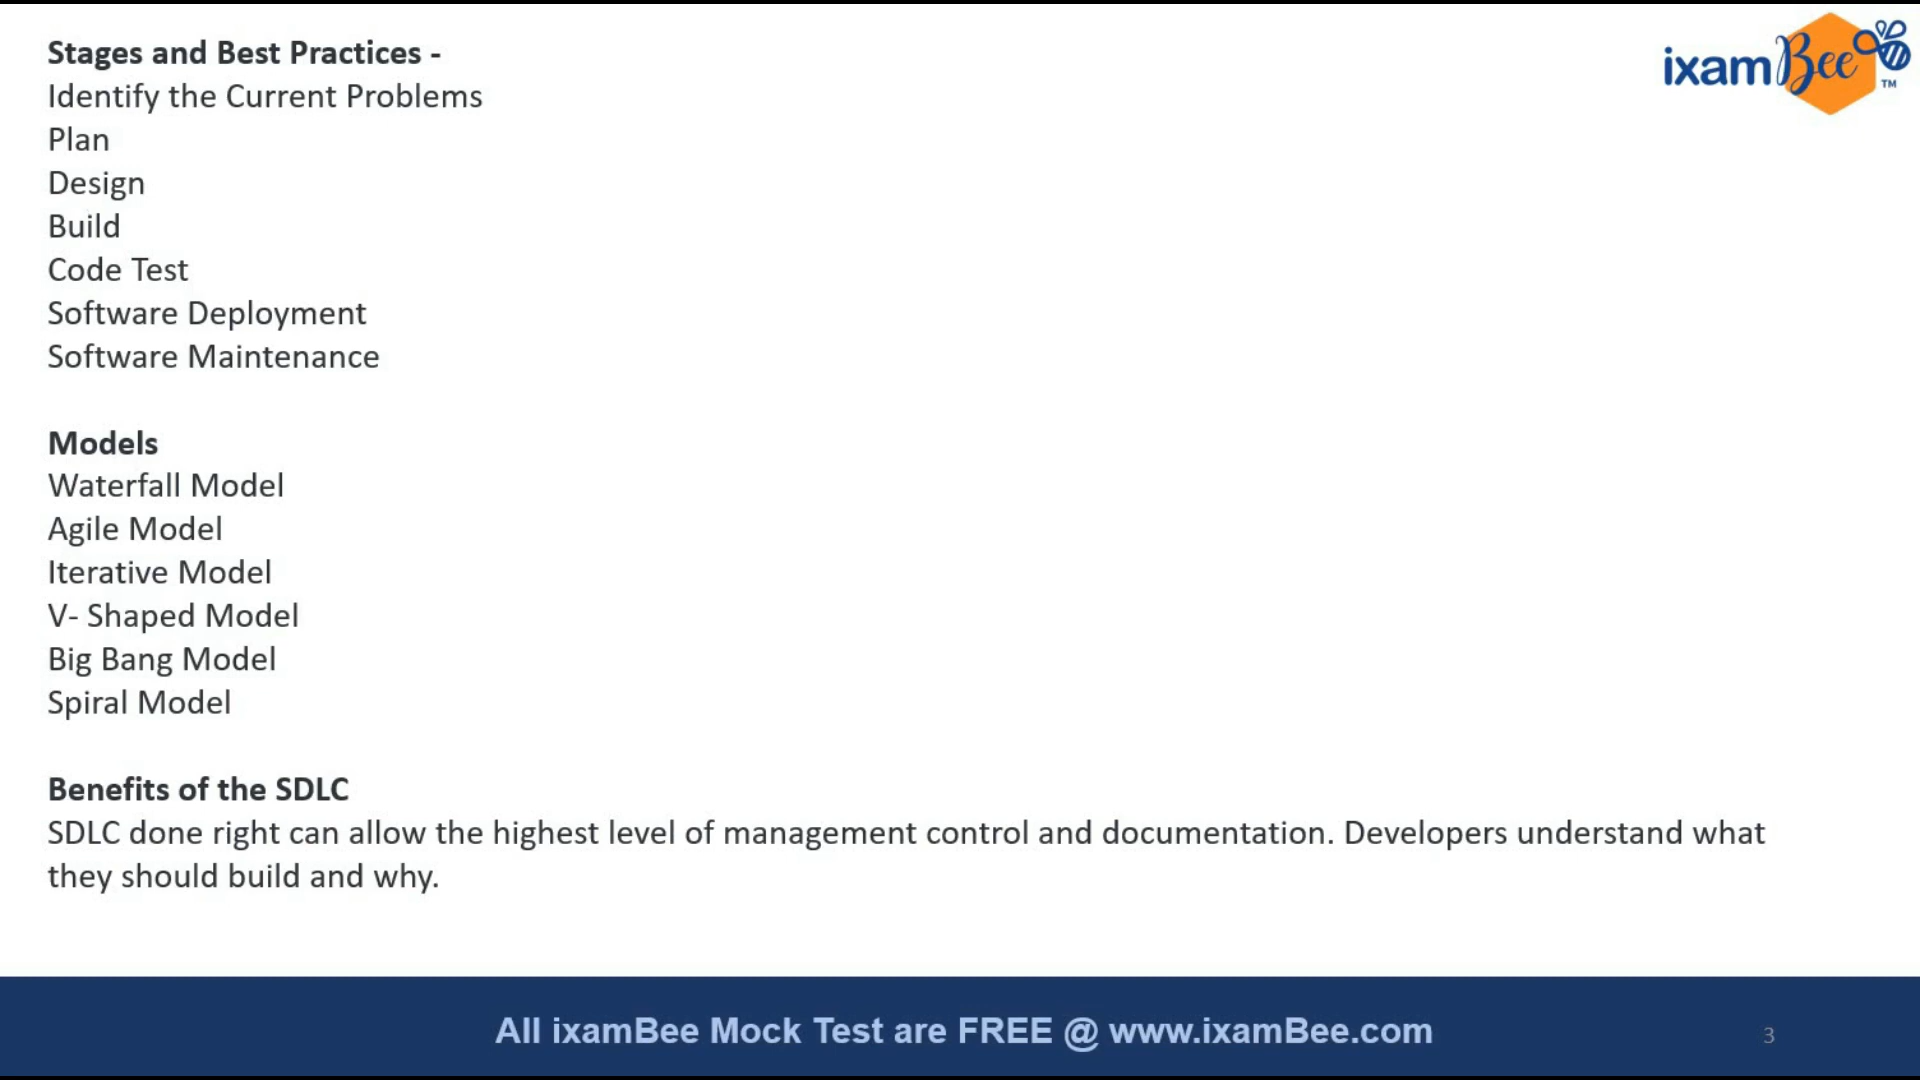 Stages and Best Practices -
Identify the Current Problems
Plan
Design
Build
Code Test
Software Deployment
Software Maintenance
Models
Waterfall Model
Agile Model
Iterative Model
V- Shaped Model
Big Bang Model
Spiral Model
Benefits of the SDLC
SDLC done right can allow the highest level of management control and documentation. Developers understand what
they should build and why.
ixamBee TM
All ixamBee Mock Test are FREE @ www.ixamBee.com
3